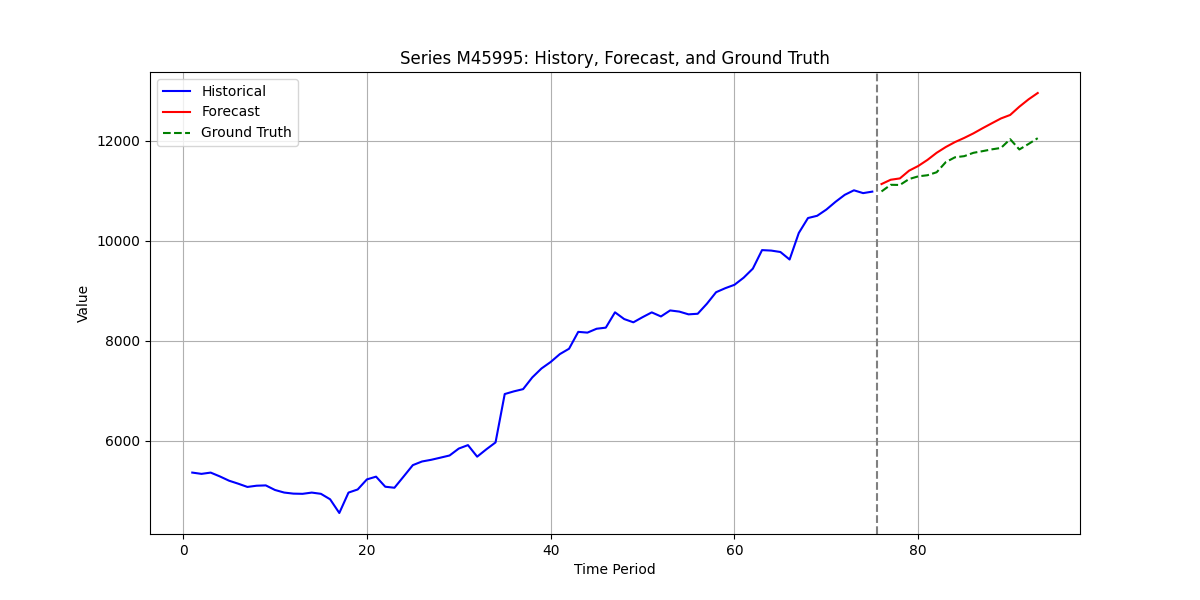 Series M45995: History, Forecast, and Ground Truth
Historical
Forecast
Ground Truth
12000
10000
8000
6000
Value
0 20 40 60 80
Time Period